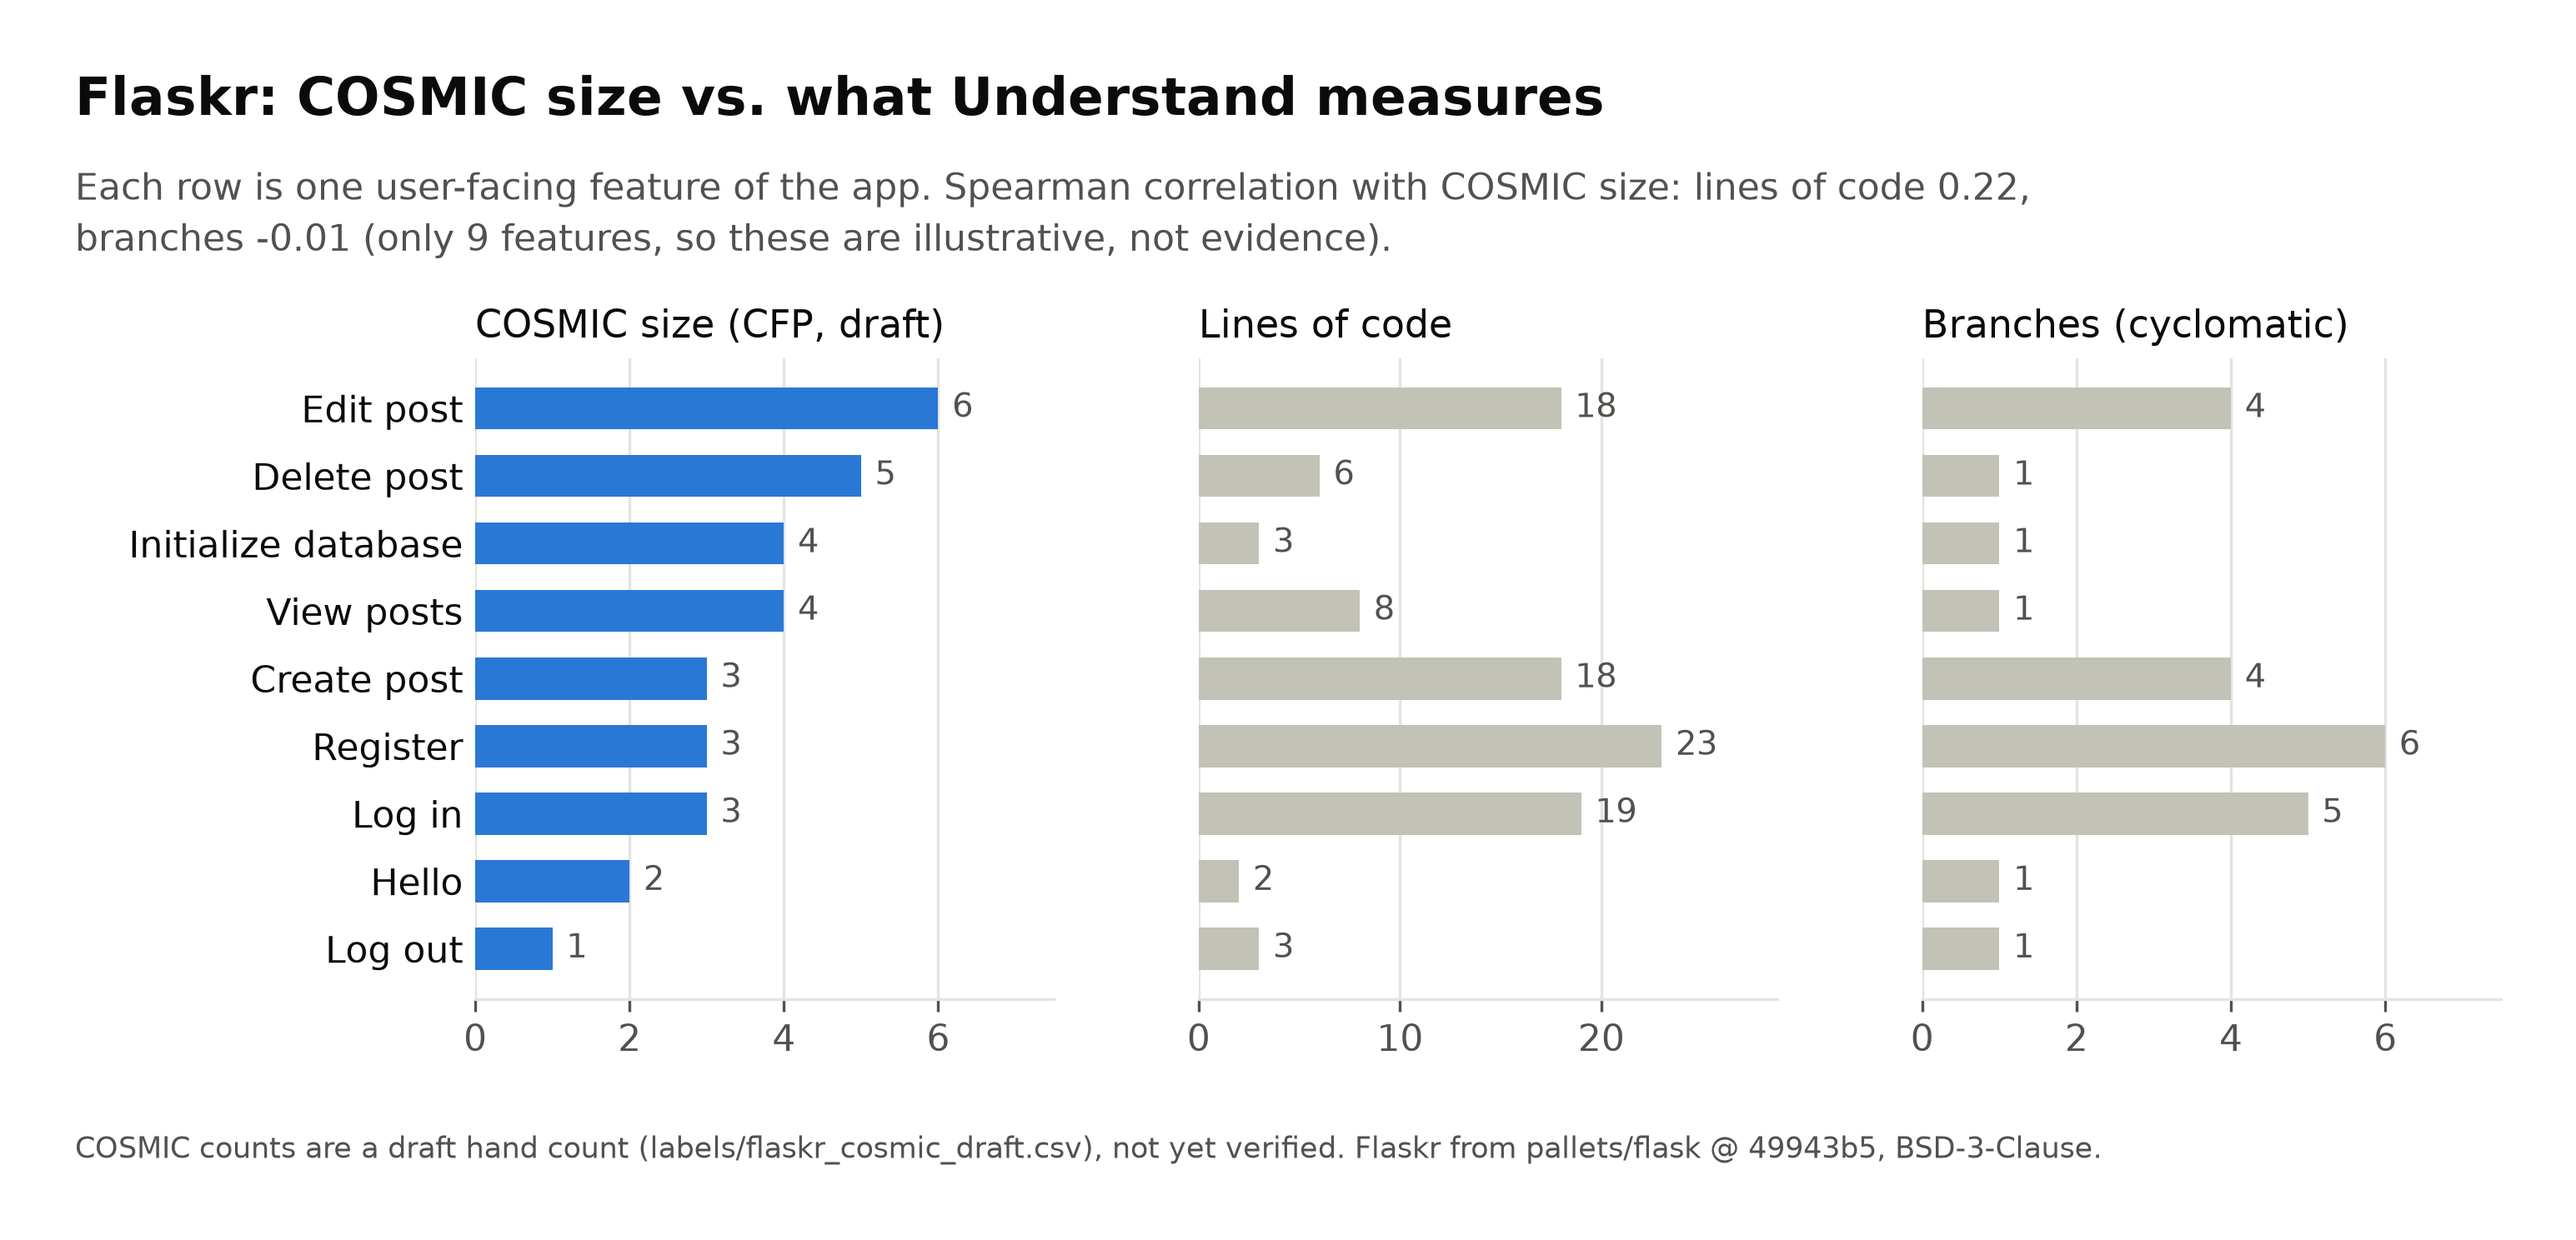 Flaskr: COSMIC size vs. what Understand measures
Each row is one user-facing feature of the app. Spearman correlation with COSMIC size: lines of code 0.22,
branches -0.01 (only 9 features, so these are illustrative, not evidence).
COSMIC size (CFP, draft)
Lines of code
Branches (cyclomatic)
Edit post 6 18 4
Delete post 5 6 1
Initialize database 4 3 1
View posts 4 8 1
Create post 3 18 4
Register 3 23 6
Log in 3 19 5
Hello 2 2 1
Log out 1 3 1
0 2 4 6
0 10 20
0 2 4 6
COSMIC counts are a draft hand count (labels/flaskr_cosmic_draft.csv), not yet verified. Flaskr from pallets/flask @ 49943b5, BSD-3-Clause.